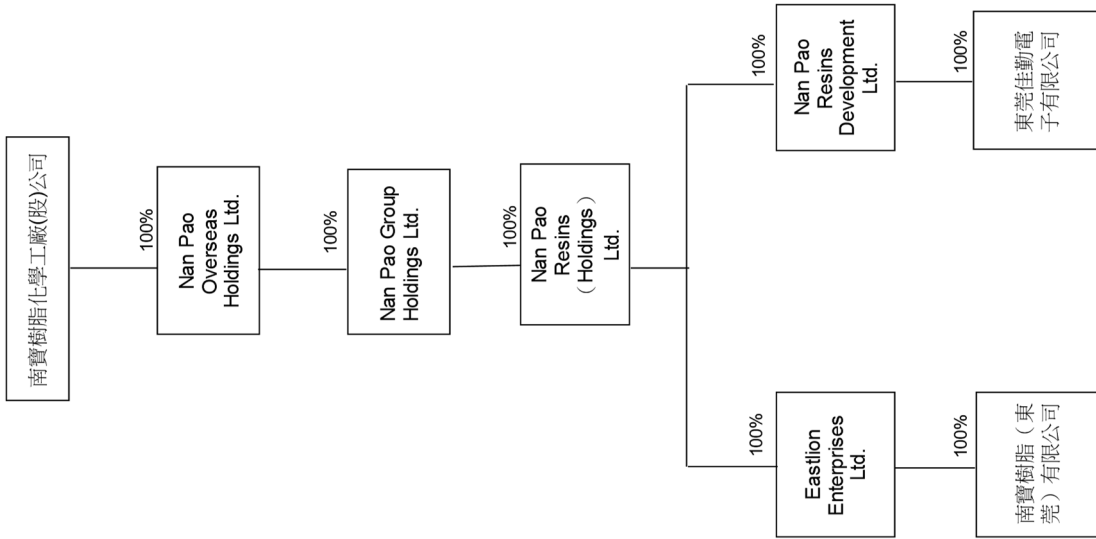 南寶樹脂化學工廠(股)公司
100%
Nan Pao
Overseas
Holdings Ltd.
100%
Nan Pao Group
Holdings Ltd.
100%
Nan Pao
Resins
（Holdings）
Ltd.
100%
Eastlion
Enterprises
Ltd.
100%
南寶樹脂（東
莞）有限公司
100%
Nan Pao
Resins
Development
Ltd.
100%
東莞佳勤電
子有限公司